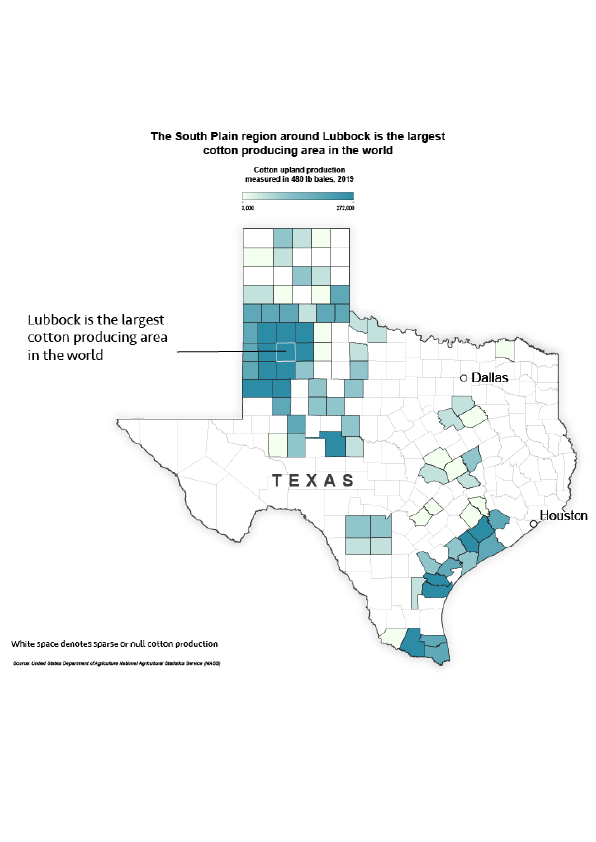 The South Plain region around Lubbock is the largest
cotton producing area in the world
Cotton upland production
measured in 480 lb bales, 2019
3,000
272,000
Lubbock is the largest
cotton producing area
in the world
Dallas
TEXAS
Houston
White space denotes sparse or null cotton production
Source: United States Department of Agriculture National Agricultural Statistics Service (NASS)